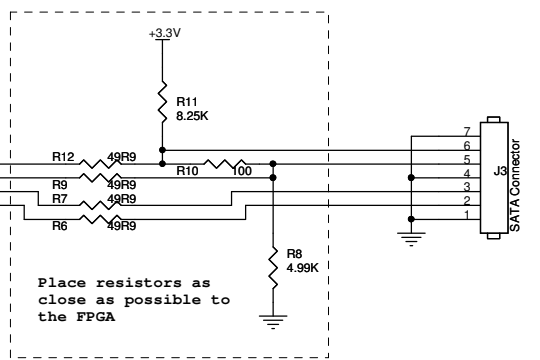 +3.3V
R11
8.25K
R12 49R9
R10 100
R9 49R9
R7 49R9
R6 49R9
R8
4.99K
7
6
5
4
3
2
1
J3
SATA Connector
Place resistors as
close as possible to
the FPGA